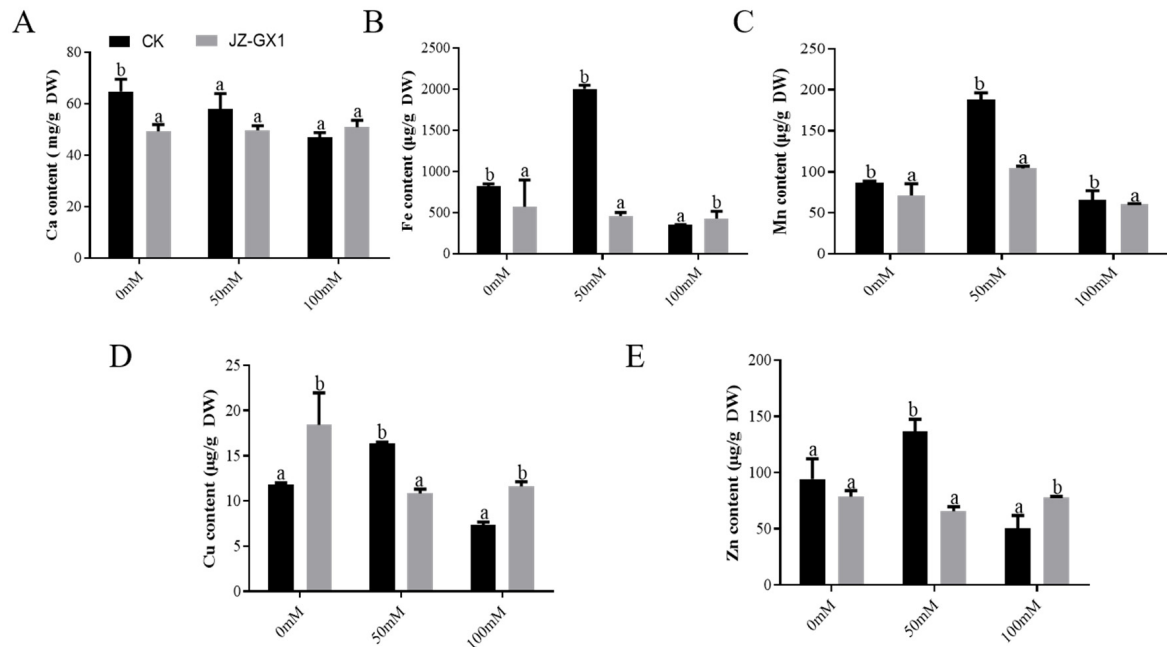 A
CK JZ-GX1
Ca content ( mg/g DW)
80
60
40
20
0
b a a a a a
0mM 50mM 100mM
B
Fe content (μg/g DW)
2500
2000
1500
1000
500
0
b a b a a b
0mM 50mM 100mM
C
Mn content (μg/g DW)
250
200
150
100
50
0
b a b a b a
0mM 50mM 100mM
D
Cu content (μg/g DW)
25
20
15
10
5
0
a b b a a b
0mM 50mM 100mM
E
Zn content (μg/g DW)
200
150
100
50
0
a a b a a b
0mM 50mM 100mM